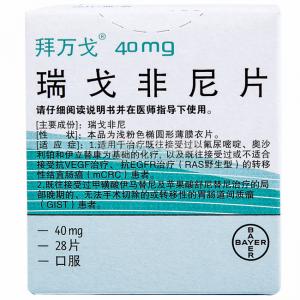 拜万戈® 40mg
瑞戈非尼片
请仔细阅读说明书并在医师指导下使用。
[主要成份]：瑞戈非尼
[性 状]：本品为浅粉色椭圆形薄膜衣片。
[适 应 症]：1.适用于治疗既往接受过以氟尿嘧啶、奥沙
利铂和伊立替康为基础的化疗，以及既往接受过或不适合
接受抗VEGF治疗、抗EGFR治疗（RAS野生型）的转移
性结直肠癌（mCRC）患者。
2.既往接受过甲磺酸伊马替尼及苹果酸舒尼替尼治疗的局
部晚期的、无法手术切除的或转移性的胃肠道间质瘤
（GIST）患者。
40mg
28片
口服
BAYER
BAYER